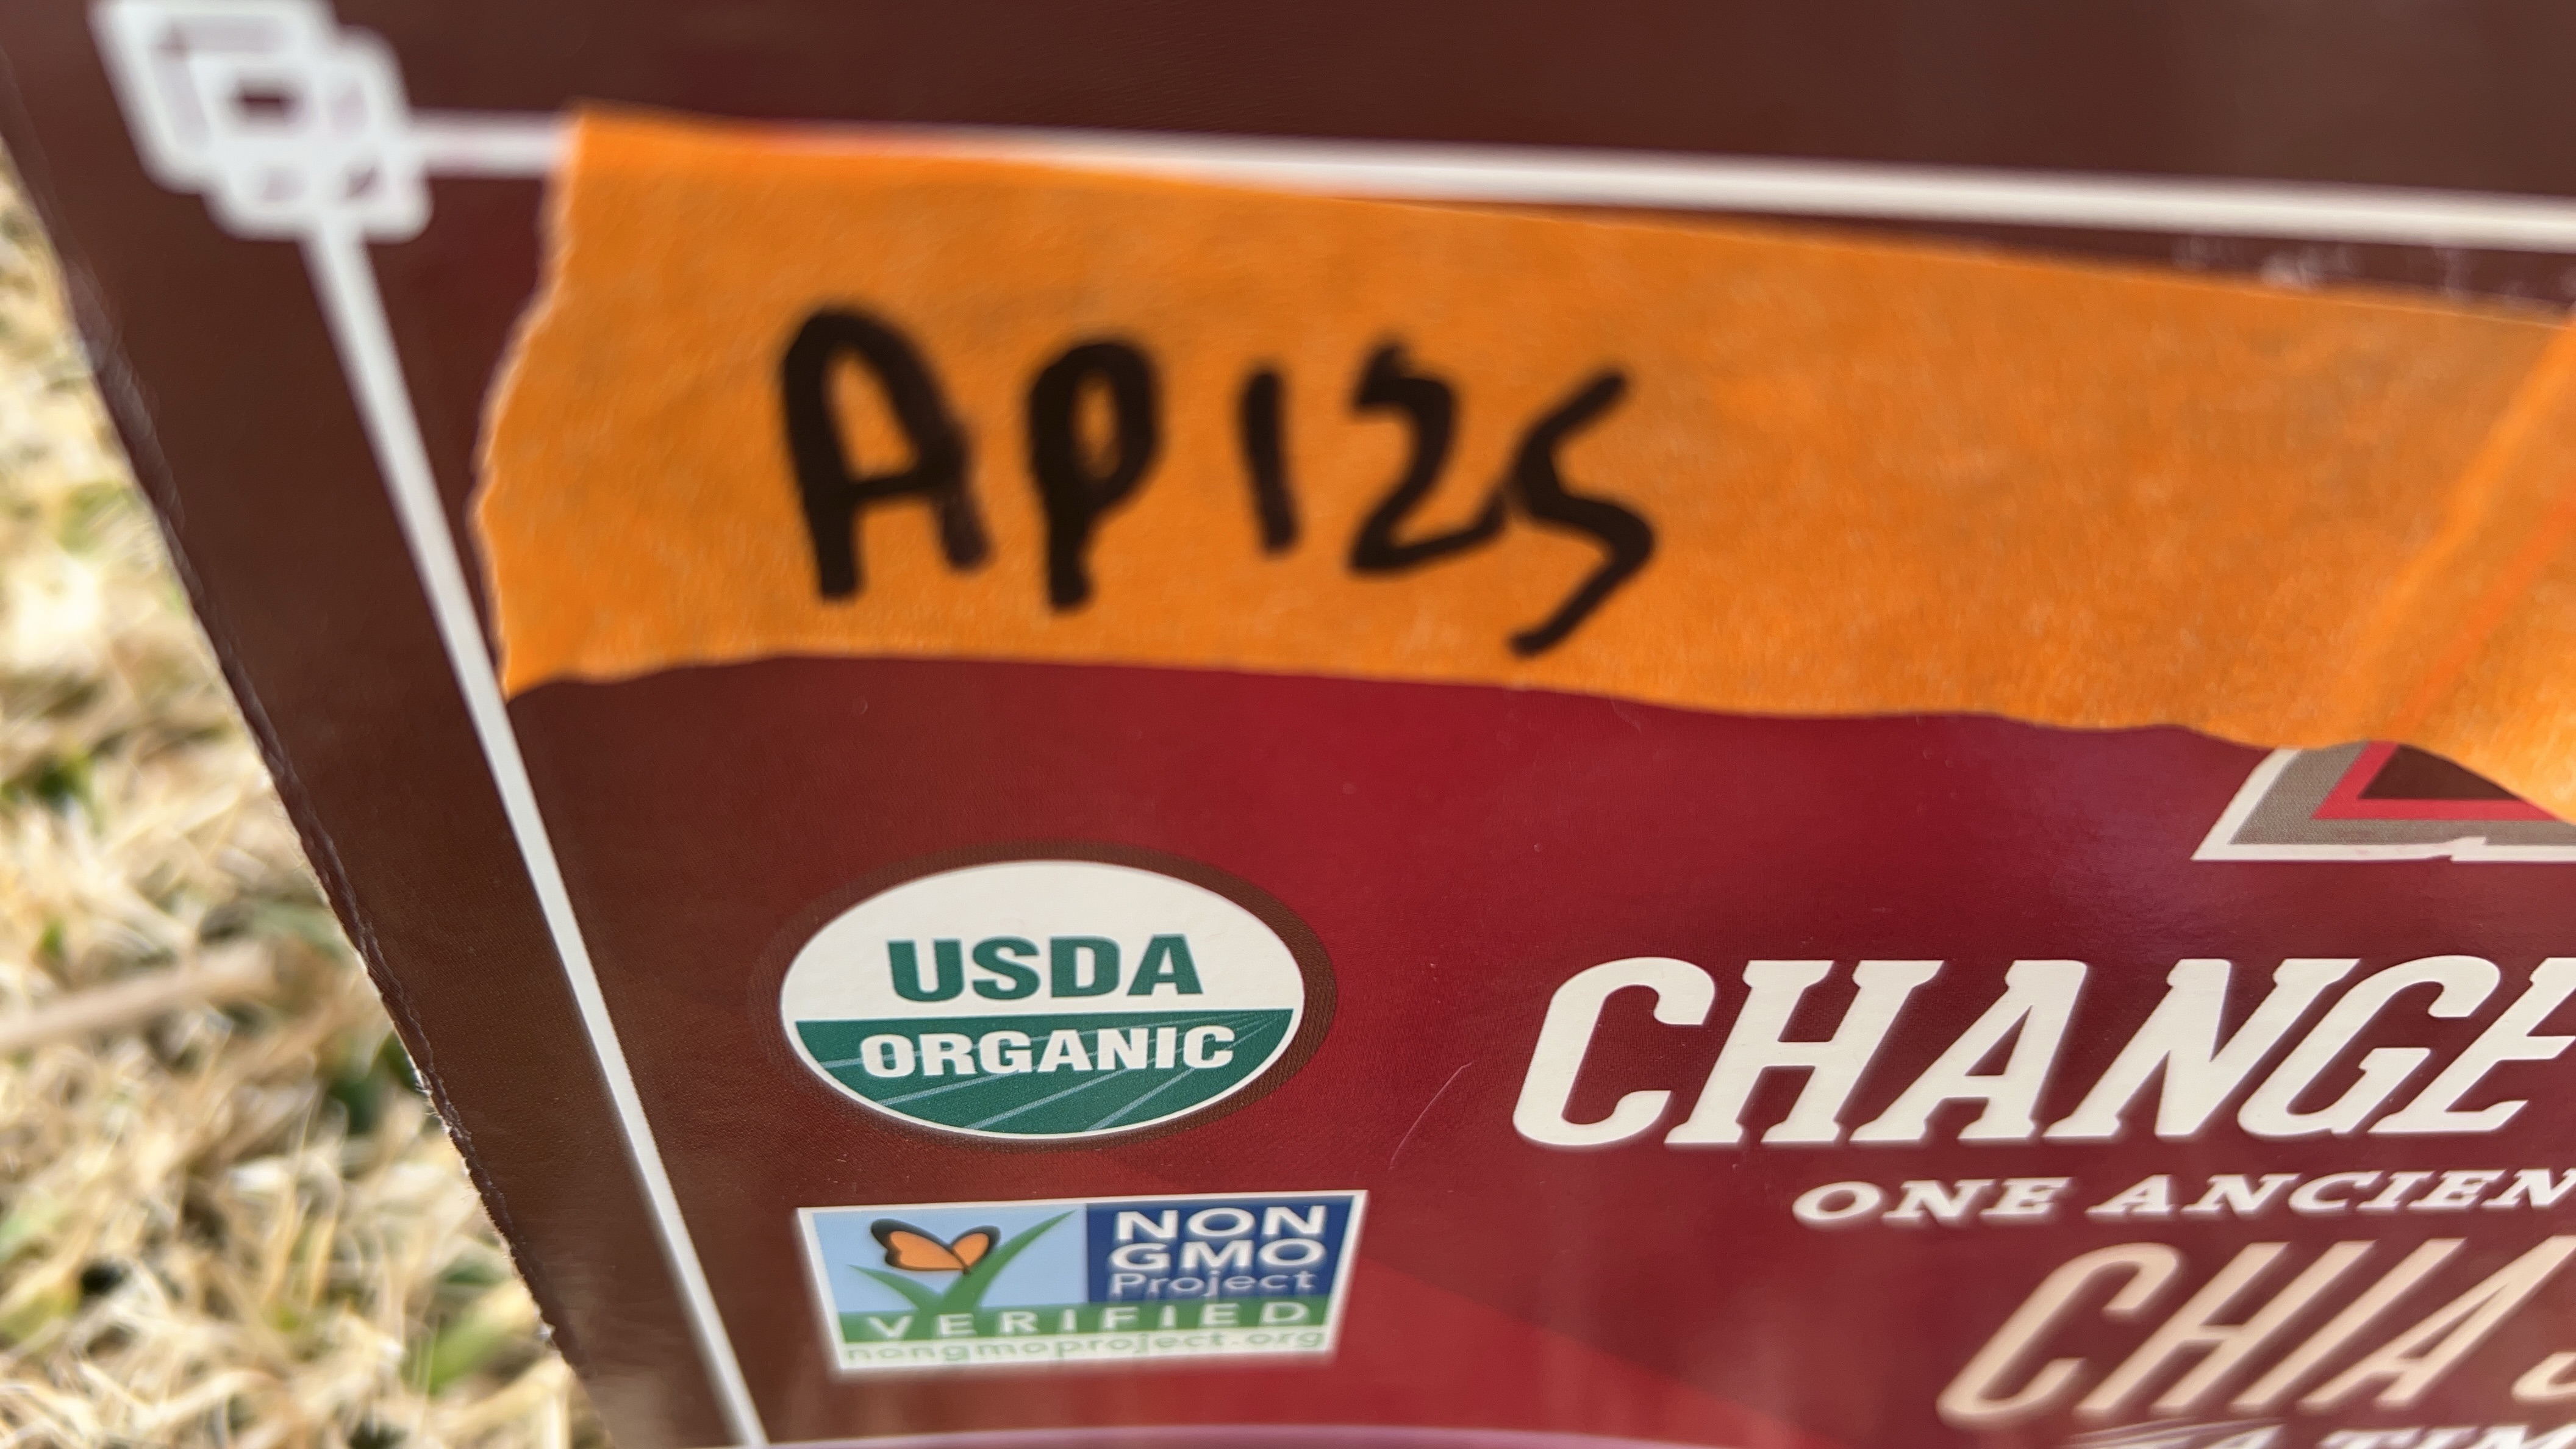 AP125
USDA
ORGANIC
NON
GMO
Project
VERIFIED
nongmoproject.org
CHANGE
ONE ANCIEN
CHIA